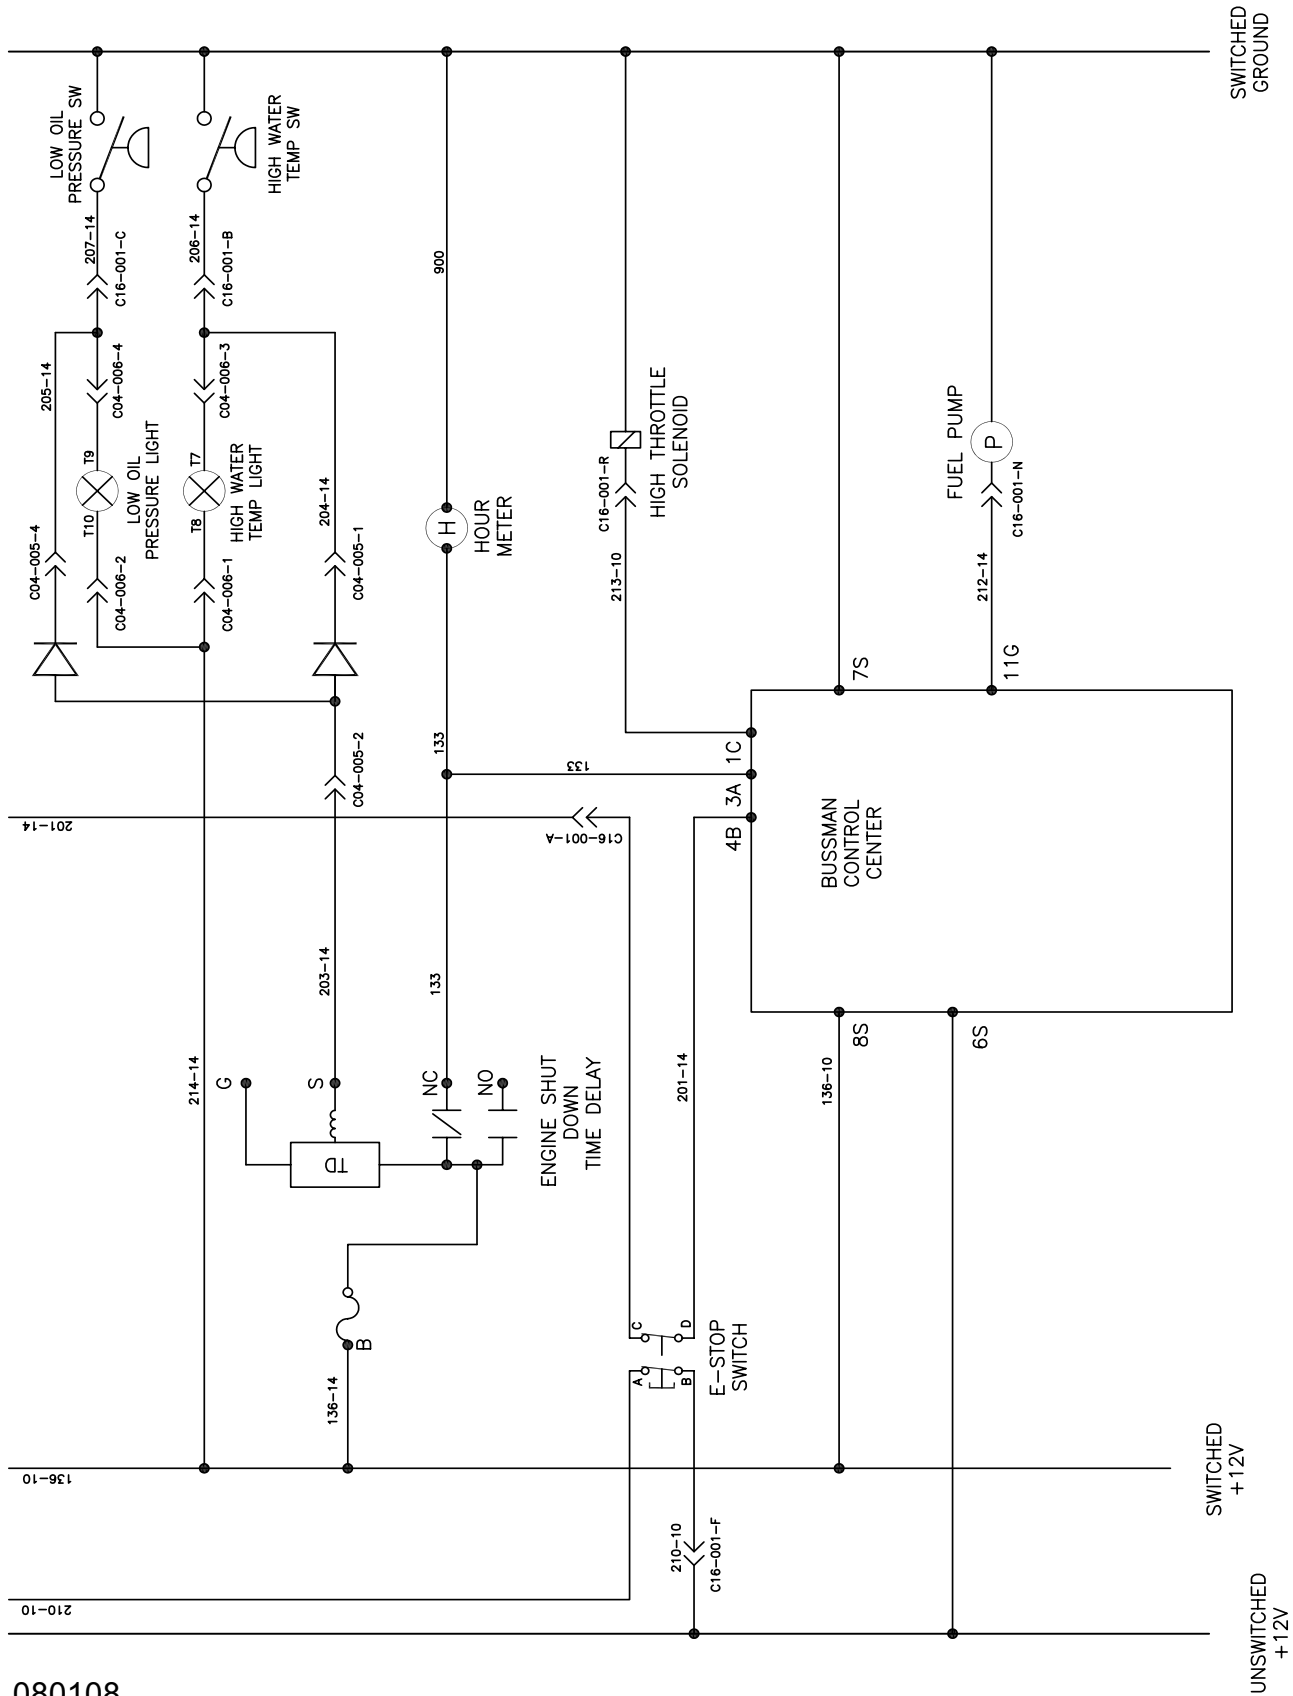 SWITCHED
GROUND
LOW OIL
PRESSURE SW
HIGH WATER
TEMP SW
207-14
C16-001-C
206-14
C16-001-B
900
205-14
C04-006-4
C04-006-3
T9
T10
LOW OIL
PRESSURE LIGHT
T7
T8
HIGH WATER
TEMP LIGHT
204-14
C04-005-4
C04-006-2
C04-006-1
C04-005-1
H
HOUR
METER
C16-001-R
HIGH THROTTLE
SOLENOID
213-10
FUEL PUMP
P
C16-001-N
212-14
7S
11G
C04-005-2
133
133
1C
3A
4B
201-14
C16-001-A
BUSSMAN
CONTROL
CENTER
203-14
133
214-14
G
S
NC
NO
TD
ENGINE SHUT
DOWN
TIME DELAY
201-14
136-10
8S
6S
B
136-14
C
D
A
B
E-STOP
SWITCH
136-10
SWITCHED
+12V
210-10
C16-001-F
210-10
UNSWITCHED
+12V
080108